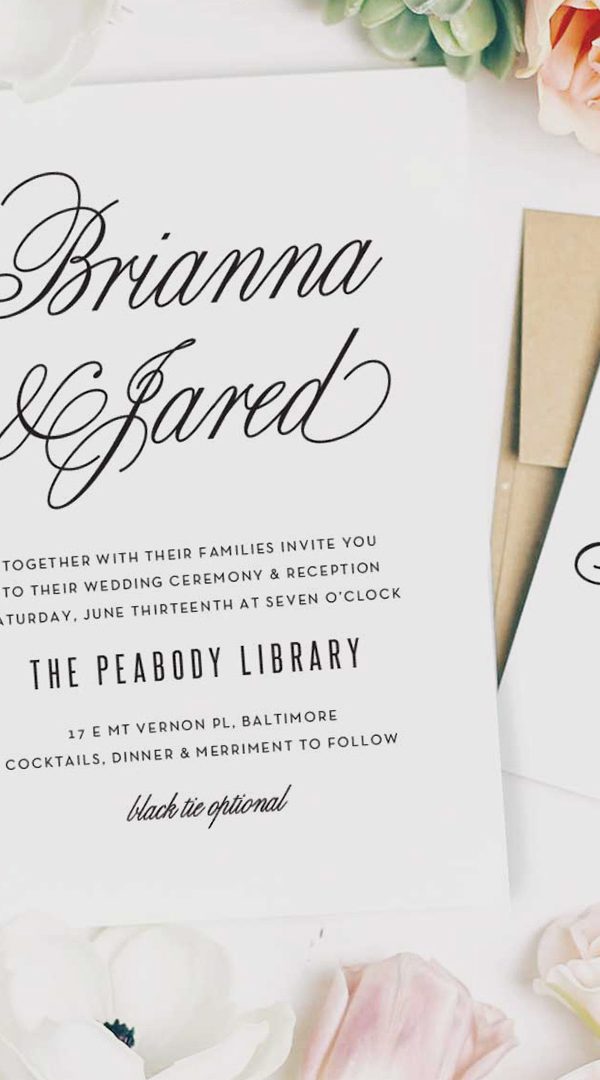 Brianna
& Jared
TOGETHER WITH THEIR FAMILIES INVITE YOU
TO THEIR WEDDING CEREMONY & RECEPTION
ATURDAY, JUNE THIRTEENTH AT SEVEN O'CLOCK
THE PEABODY LIBRARY
17 E MT VERNON PL, BALTIMORE
COCKTAILS, DINNER & MERRIMENT TO FOLLOW
black tie optional